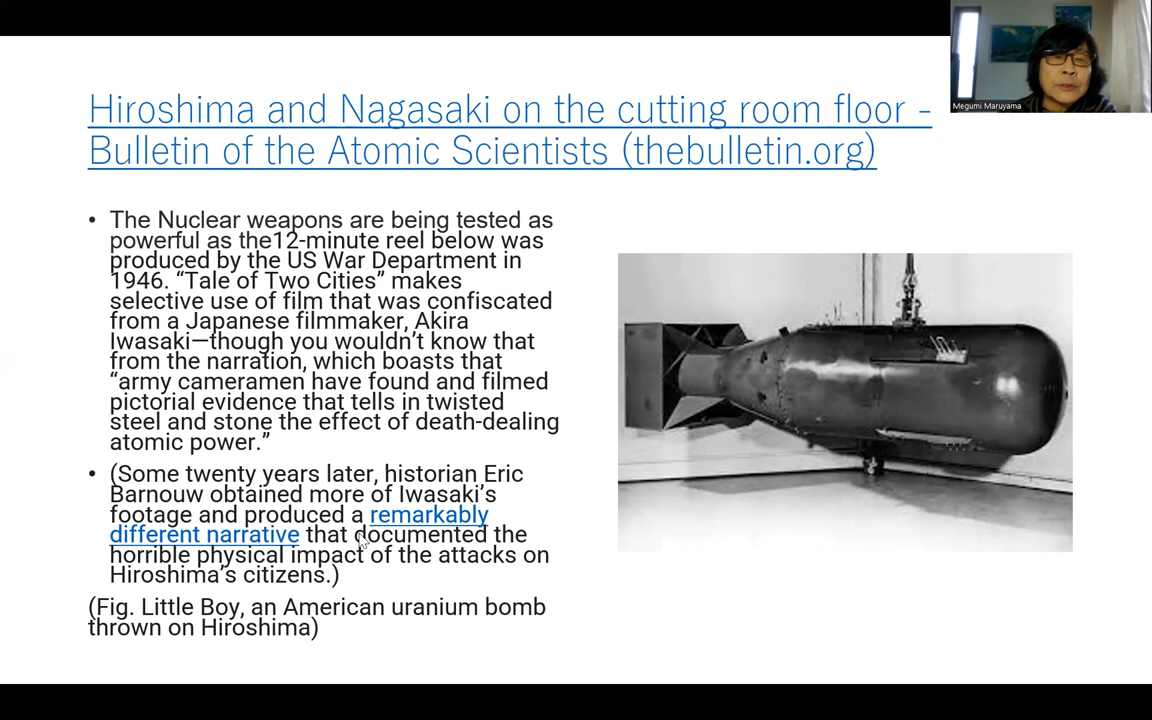 Hiroshima and Nagasaki on the cutting room floor -
Bulletin of the Atomic Scientists (thebulletin.org)
Megumi Maruyama
• The Nuclear weapons are being tested as
powerful as the12-minute reel below was
produced by the US War Department in
1946. “Tale of Two Cities” makes
selective use of film that was confiscated
from a Japanese filmmaker, Akira
Iwasaki—though you wouldn’t know that
from the narration, which boasts that
“army cameramen have found and filmed
pictorial evidence that tells in twisted
steel and stone the effect of death-dealing
atomic power.”
• (Some twenty years later, historian Eric
Barnouw obtained more of Iwasaki’s
footage and produced a remarkably
different narrative that documented the
horrible physical impact of the attacks on
Hiroshima’s citizens.)
(Fig. Little Boy, an American uranium bomb
thrown on Hiroshima)